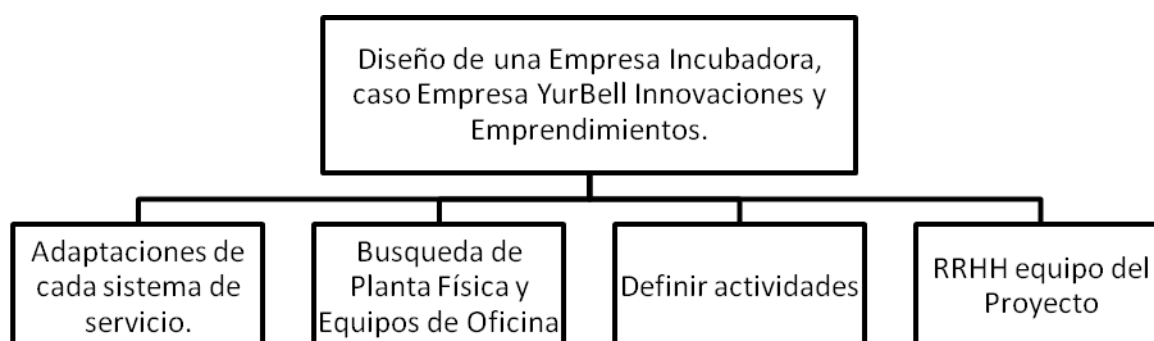 Diseño de una Empresa Incubadora,
caso Empresa YurBell Innovaciones y
Emprendimientos.
Adaptaciones de
cada sistema de
servicio.
Busqueda de
Planta Física y
Equipos de Oficina
Definir actividades
RRHH equipo del
Proyecto